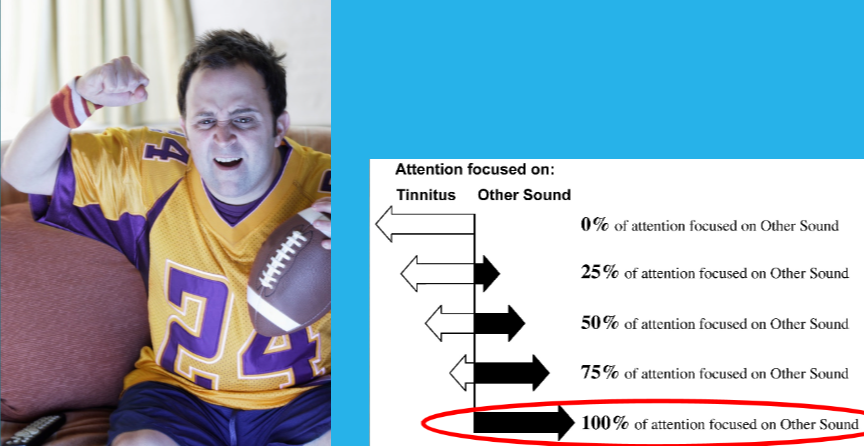 24
24
Attention focused on:
Tinnitus Other Sound
0% of attention focused on Other Sound
25% of attention focused on Other Sound
50% of attention focused on Other Sound
75% of attention focused on Other Sound
100% of attention focused on Other Sound